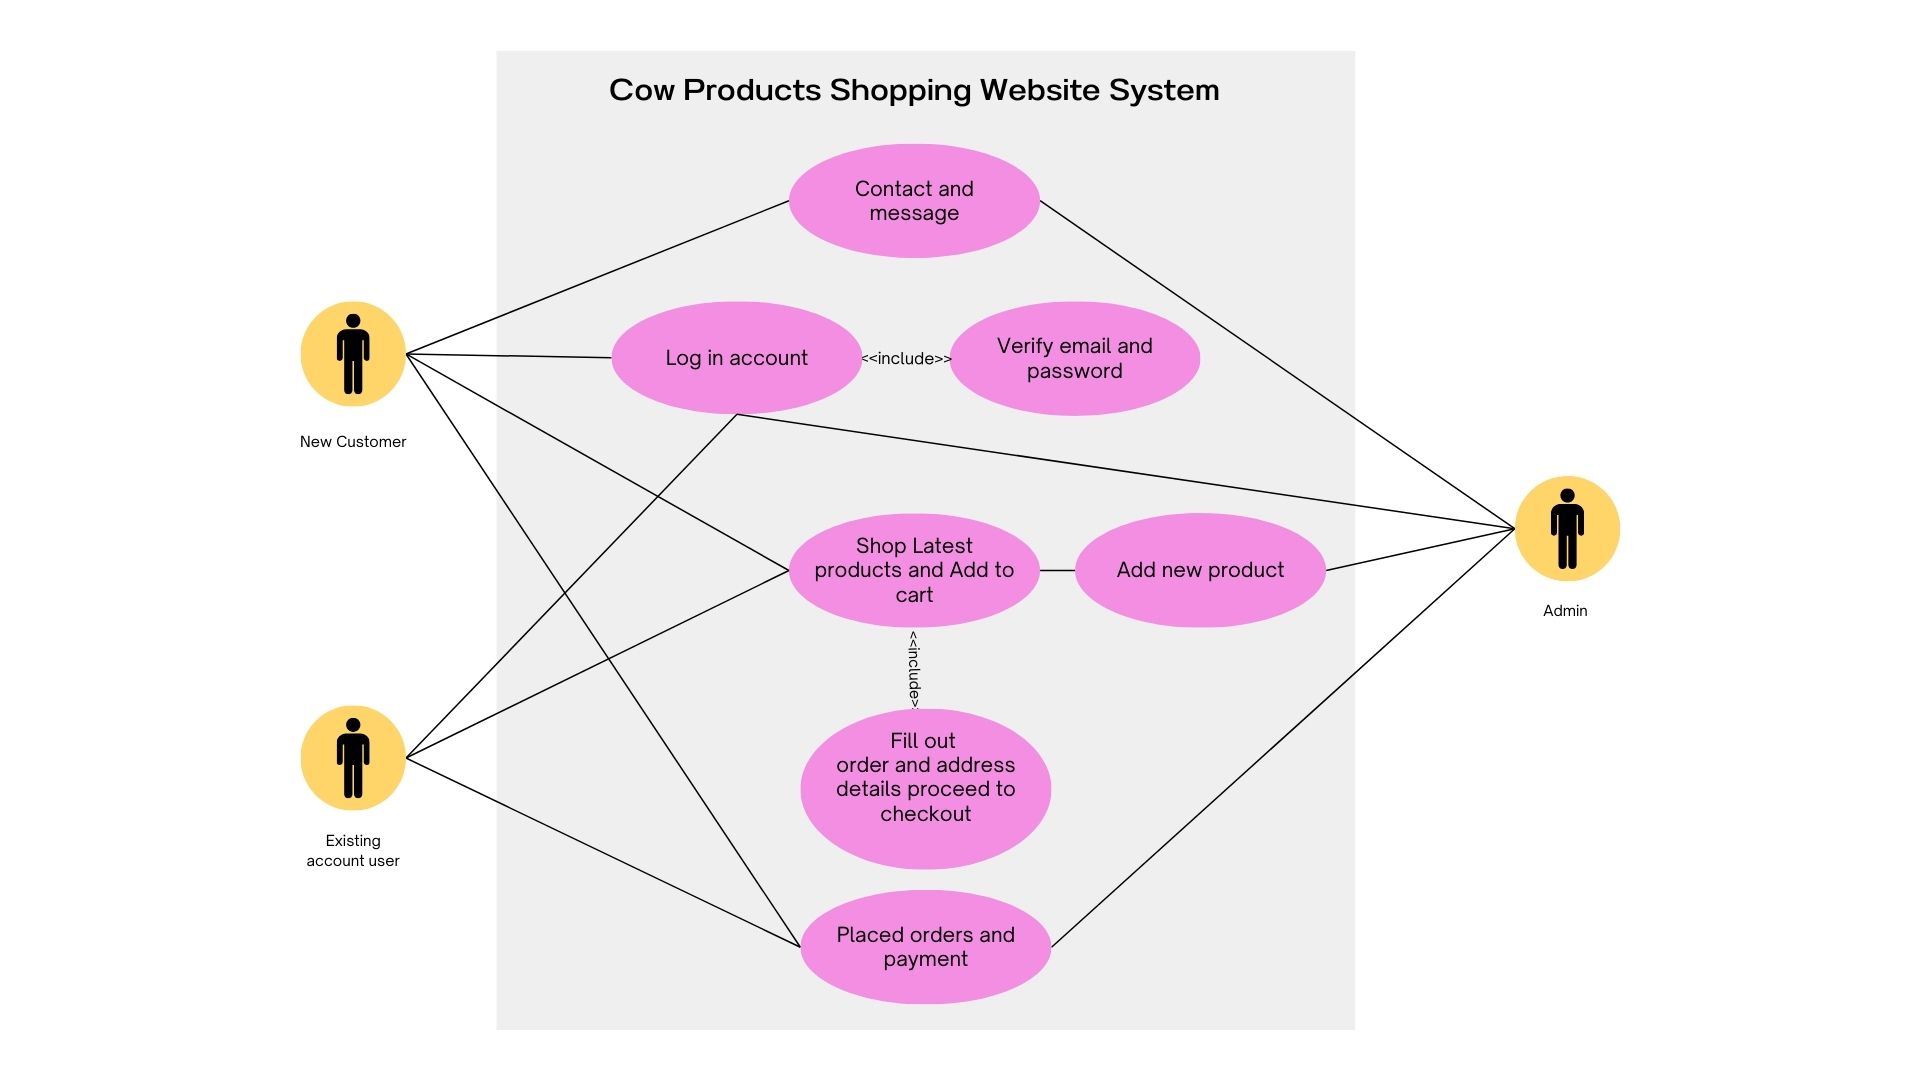 Cow Products Shopping Website System
Contact and
message
Log in account
<<include>>
Verify email and
password
New Customer
Shop Latest
products and Add to
cart
Add new product
Admin
<<include>
Fill out
order and address
details proceed to
checkout
Existing
account user
Placed orders and
payment